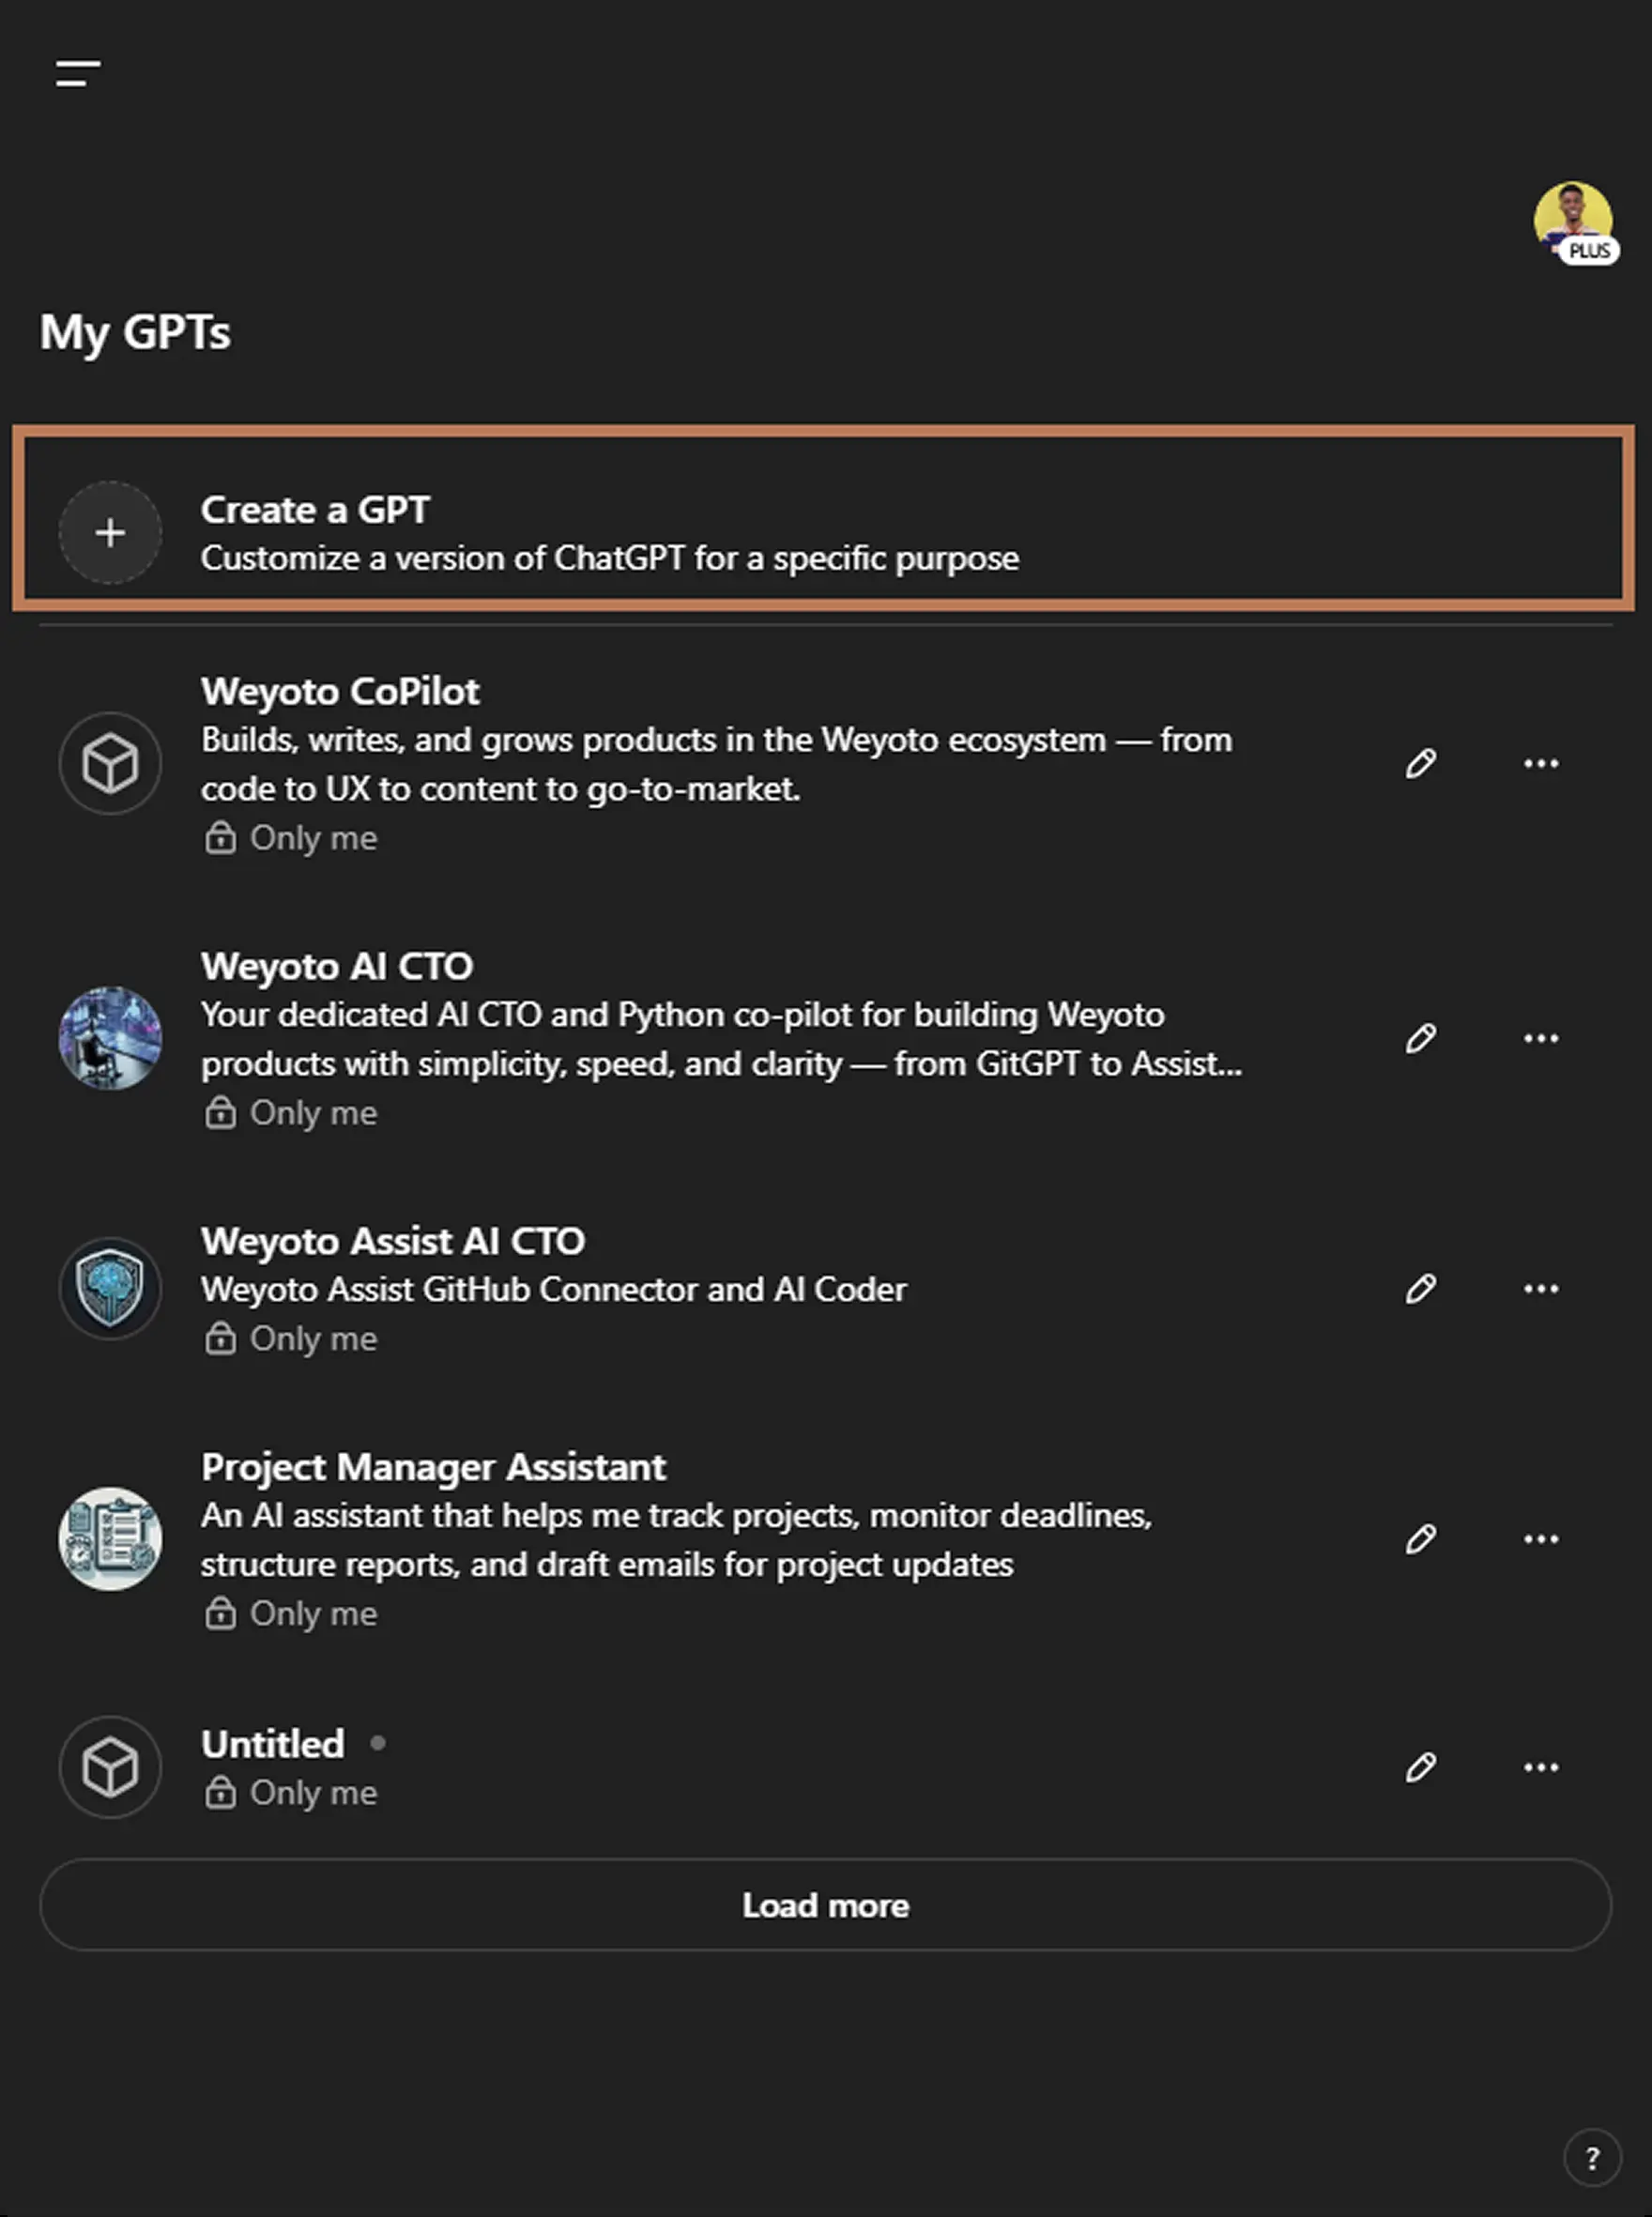 PLUS
My GPTs
Create a GPT
Customize a version of ChatGPT for a specific purpose
Weyoto CoPilot
Builds, writes, and grows products in the Weyoto ecosystem — from
code to UX to content to go-to-market.
Only me
Weyoto AI CTO
Your dedicated AI CTO and Python co-pilot for building Weyoto
products with simplicity, speed, and clarity — from GitGPT to Assist...
Only me
Weyoto Assist AI CTO
Weyoto Assist GitHub Connector and AI Coder
Only me
Project Manager Assistant
An AI assistant that helps me track projects, monitor deadlines,
structure reports, and draft emails for project updates
Only me
Untitled
Only me
Load more
?